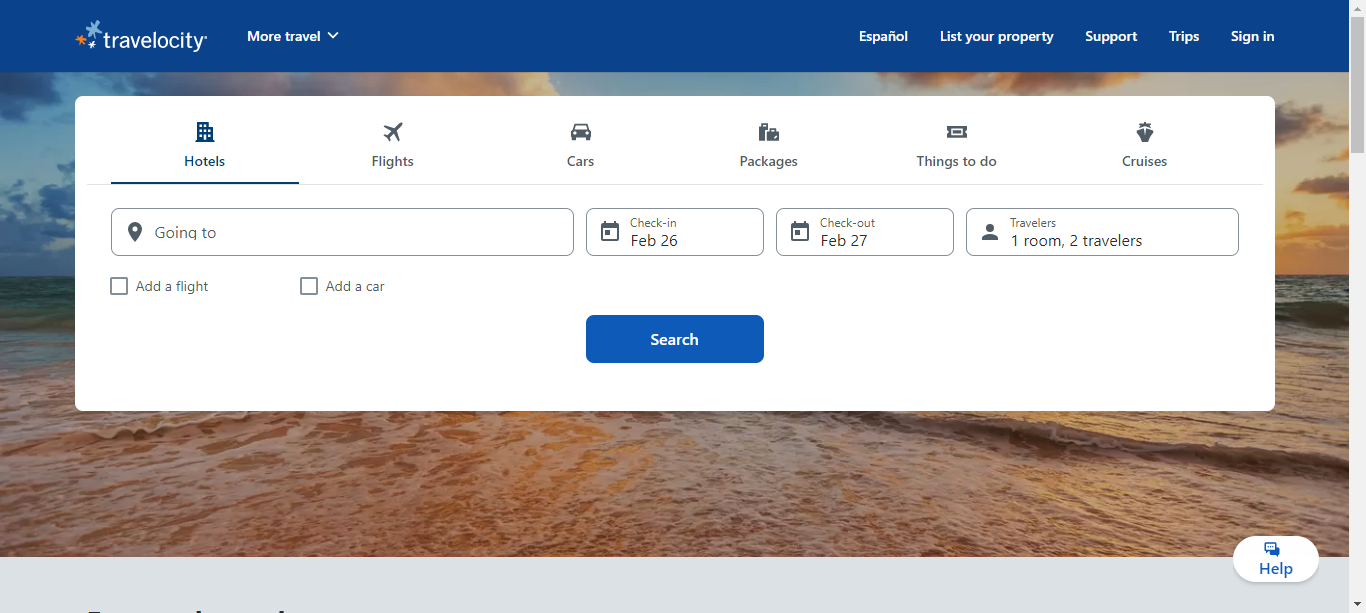 travelocity
More travel
Español
List your property
Support
Trips
Sign in
Hotels
Flights
Cars
Packages
Things to do
Cruises
Going to
Check-in
Feb 26
Check-out
Feb 27
Travelers
1 room, 2 travelers
Add a flight
Add a car
Search
Help